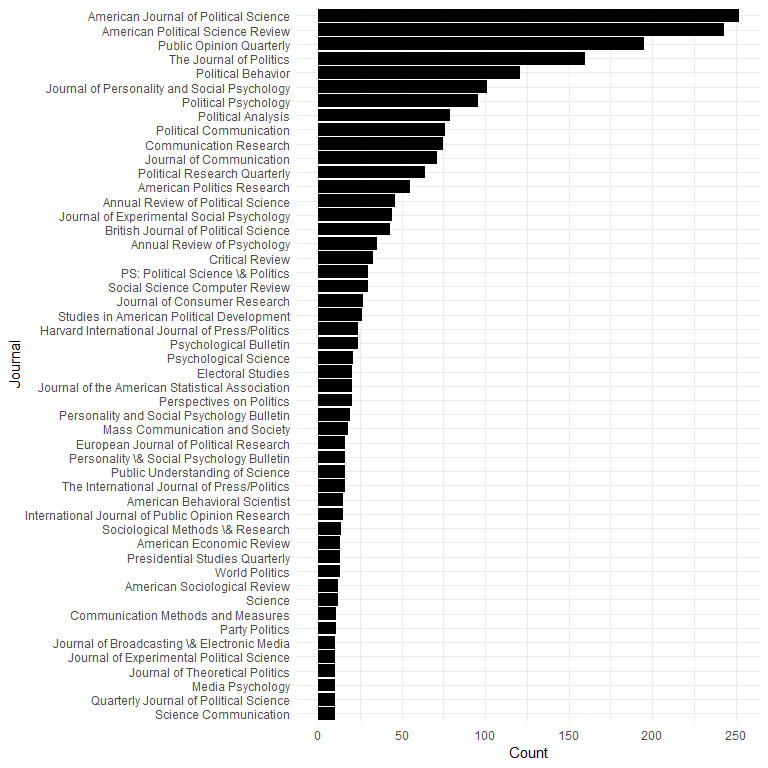 American Journal of Political Science
American Political Science Review
Public Opinion Quarterly
The Journal of Politics
Political Behavior
Journal of Personality and Social Psychology
Political Psychology
Political Analysis
Political Communication
Communication Research
Journal of Communication
Political Research Quarterly
American Politics Research
Annual Review of Political Science
Journal of Experimental Social Psychology
British Journal of Political Science
Annual Review of Psychology
Critical Review
PS: Political Science \& Politics
Social Science Computer Review
Journal of Consumer Research
Studies in American Political Development
Harvard International Journal of Press/Politics
Psychological Bulletin
Psychological Science
Electoral Studies
Journal of the American Statistical Association
Perspectives on Politics
Personality and Social Psychology Bulletin
Mass Communication and Society
European Journal of Political Research
Personality \& Social Psychology Bulletin
Public Understanding of Science
The International Journal of Press/Politics
American Behavioral Scientist
International Journal of Public Opinion Research
Sociological Methods \& Research
American Economic Review
Presidential Studies Quarterly
World Politics
American Sociological Review
Science
Communication Methods and Measures
Party Politics
Journal of Broadcasting \& Electronic Media
Journal of Experimental Political Science
Journal of Theoretical Politics
Media Psychology
Quarterly Journal of Political Science
Science Communication
Journal
0 50 100 150 200 250
Count